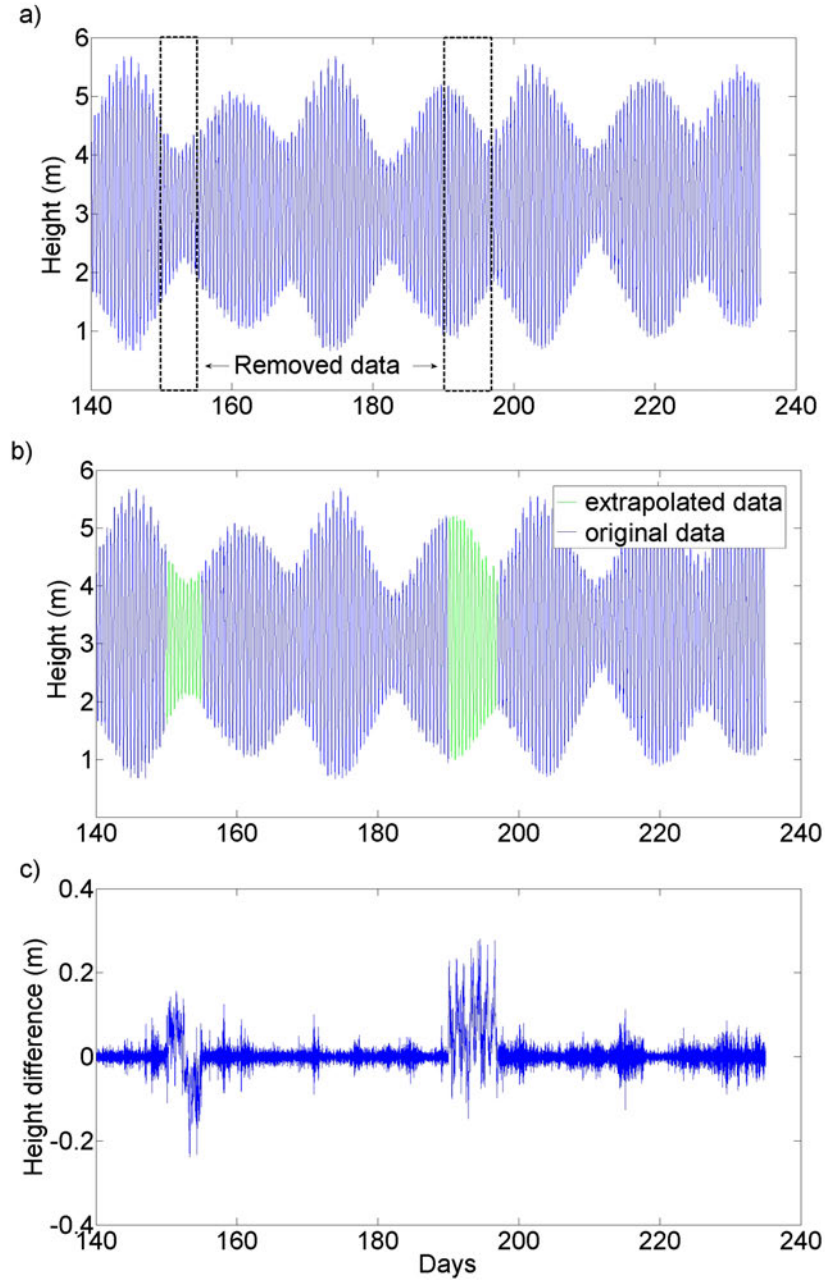 a)
6
5
4
3
2
1
Height (m)
Removed data
140 160 180 200 220 240
b)
6
5
4
3
2
1
Height (m)
extrapolated data
original data
140 160 180 200 220 240
c)
0.4
0.2
0
-0.2
-0.4
Height difference (m)
140 160 180 200 220 240
Days